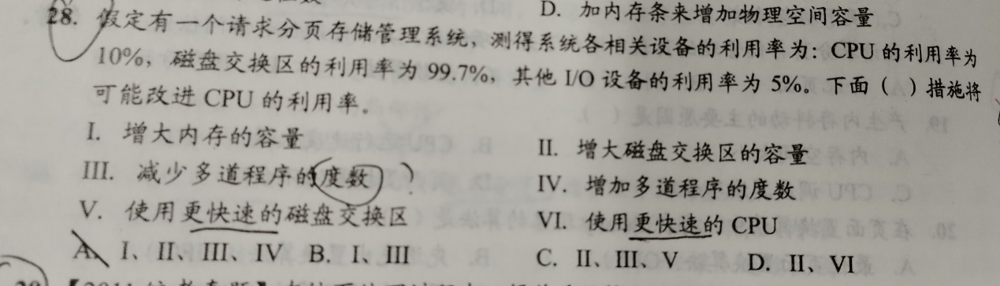 D. 加内存条来增加物理空间容量
28. 假定有一个请求分页存储管理系统，测得系统各相关设备的利用率为：CPU 的利用率为
10%，磁盘交换区的利用率为 99.7%，其他 I/O 设备的利用率为 5%。下面（ ）措施将
可能改进 CPU 的利用率。
I. 增大内存的容量 II. 增大磁盘交换区的容量
III. 减少多道程序的度数 IV. 增加多道程序的度数
V. 使用更快速的磁盘交换区 VI. 使用更快速的 CPU
A. I、II、III、IV B. I、III C. II、III、V D. II、VI